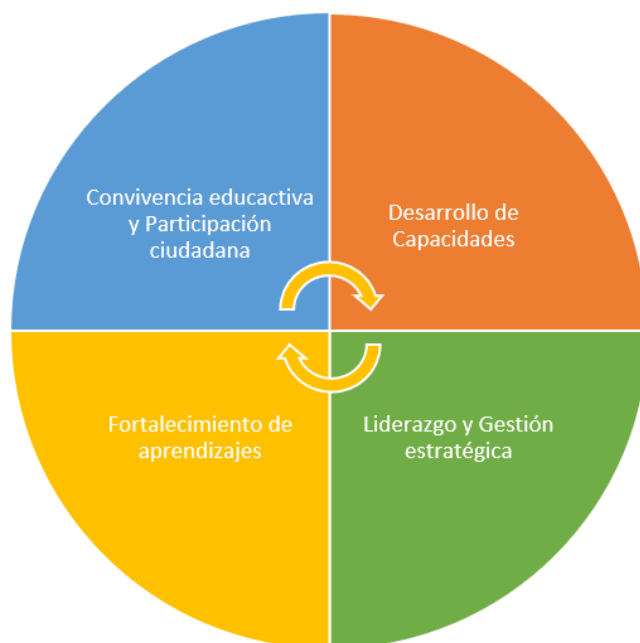 Convivencia educactiva
y Participación
ciudadana
Desarrollo de
Capacidades
Fortalecimiento de
aprendizajes
Liderazgo y Gestión
estratégica